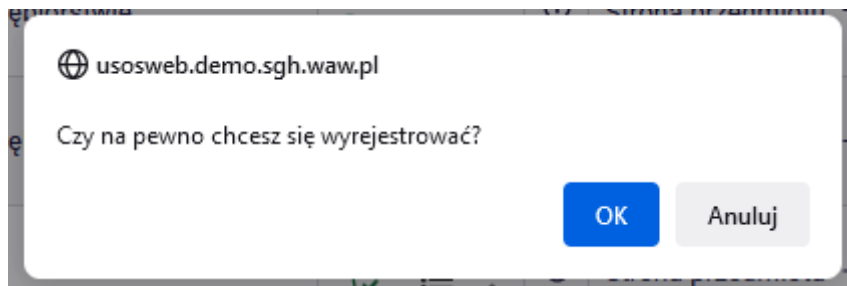 usosweb.demo.sgh.waw.pl
Czy na pewno chcesz się wyrejestrować?
OK
Anuluj